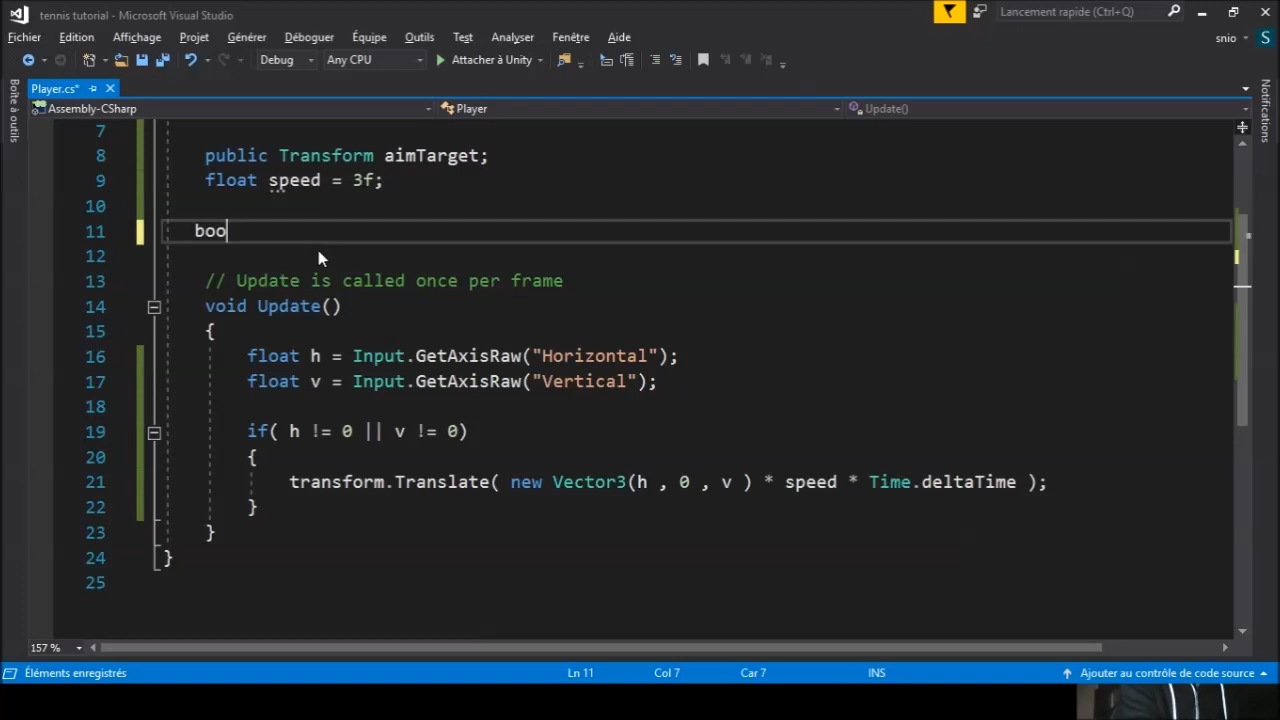 tennis tutorial - Microsoft Visual Studio
Lancement rapide (Ctrl+Q)
Fichier Edition Affichage Projet Générer Déboguer Équipe Outils Test Analyser Fenêtre Aide
snio S
Debug Any CPU Attacher à Unity
Player.cs*
Boîte à outils
Notifications
Assembly-CSharp Player Update()
7
8 public Transform aimTarget;
9 float speed = 3f;
10
11 boo
12
13 // Update is called once per frame
14 void Update()
15 {
16 float h = Input.GetAxisRaw("Horizontal");
17 float v = Input.GetAxisRaw("Vertical");
18
19 if( h != 0 || v != 0)
20 {
21 transform.Translate( new Vector3(h , 0 , v ) * speed * Time.deltaTime );
22 }
23 }
24 }
25
157 %
Éléments enregistrés Ln 11 Col 7 Car 7 INS Ajouter au contrôle de code source